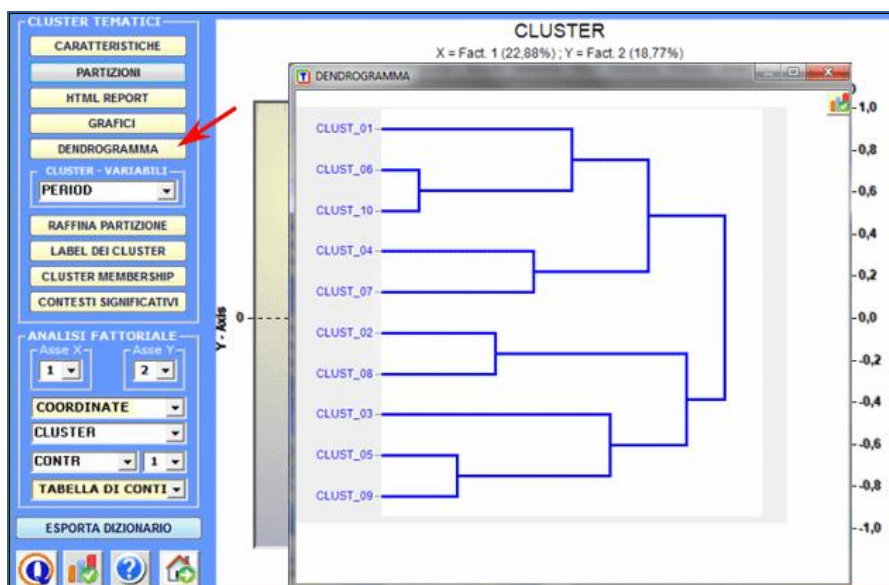 CLUSTER TEMATICI
CARATTERISTICHE
PARTIZIONI
HTML REPORT
GRAFICI
DENDROGRAMMA
CLUSTER - VARIABILI
PERIOD
RAFFINA PARTIZIONE
LABEL DEI CLUSTER
CLUSTER MEMBERSHIP
CONTESTI SIGNIFICATIVI
ANALISI FATTORIALE
Asse X
Asse Y
1
2
COORDINATE
CLUSTER
CONTR
1
TABELLA DI CONTI
ESPORTA DIZIONARIO
Q
?
CLUSTER
X = Fact. 1 (22,88%) ; Y = Fact. 2 (18,77%)
T DENDROGRAMMA
CLUST_01
CLUST_06
CLUST_10
CLUST_04
CLUST_07
CLUST_02
CLUST_08
CLUST_03
CLUST_05
CLUST_09
Y - Axis
0
1,0
0,8
0,6
0,4
0,2
0,0
-0,2
-0,4
-0,6
-0,8
-1,0